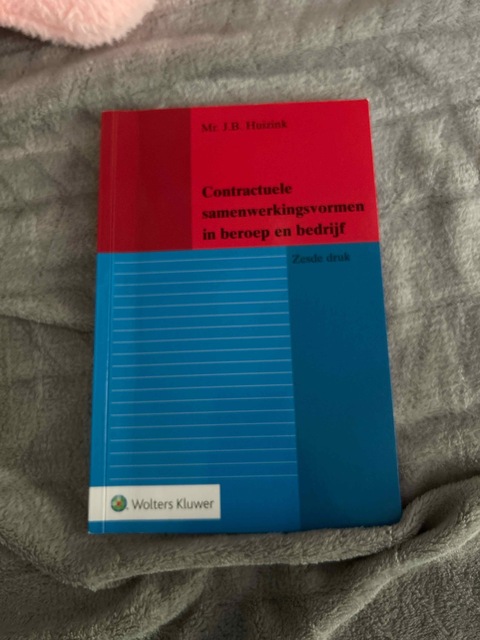 Mr. J.B. Huizink
Contractuele
samenwerkingsvormen
in beroep en bedrijf
Zesde druk
Wolters Kluwer